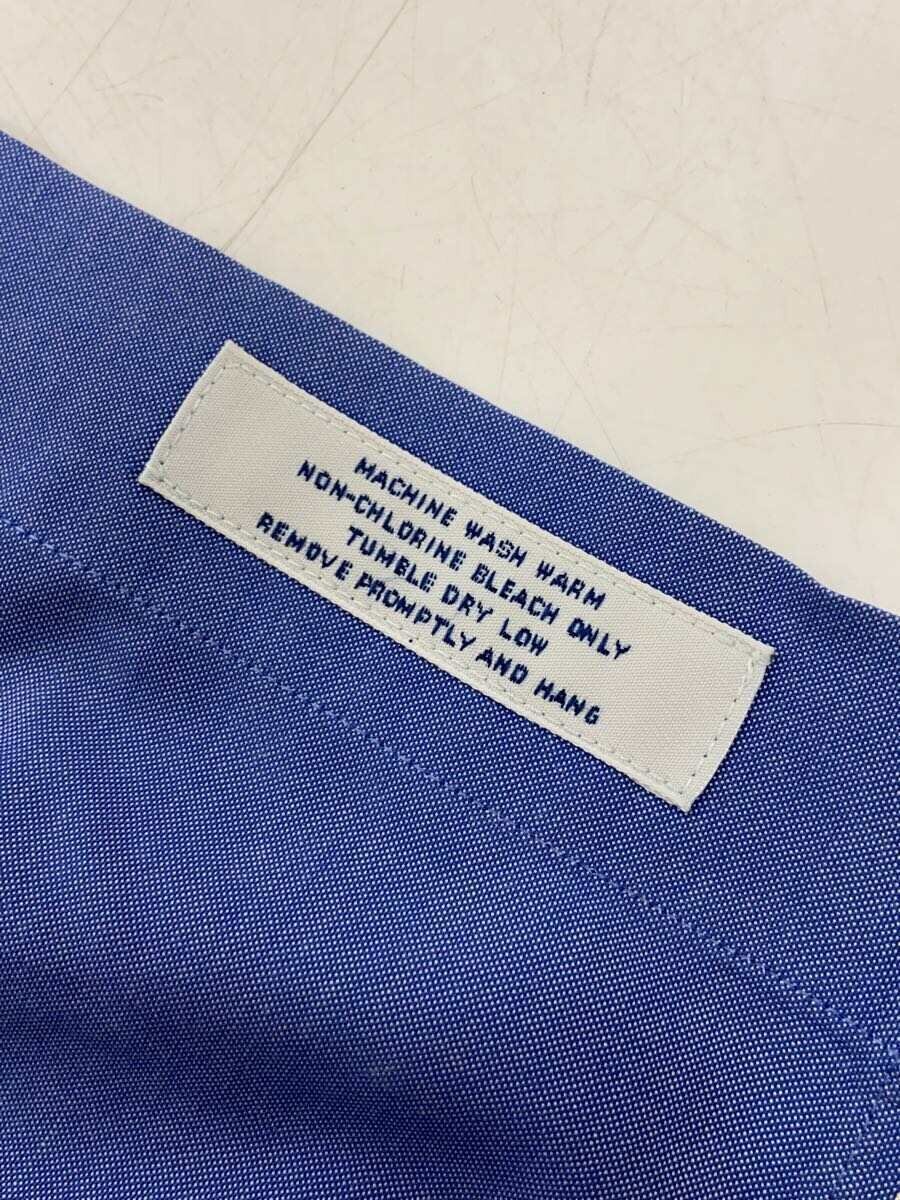 MACHINE WASH WARM
NON-CHLORINE BLEACH ONLY
TUMBLE DRY LOW
REMOVE PROMPTLY AND HANG